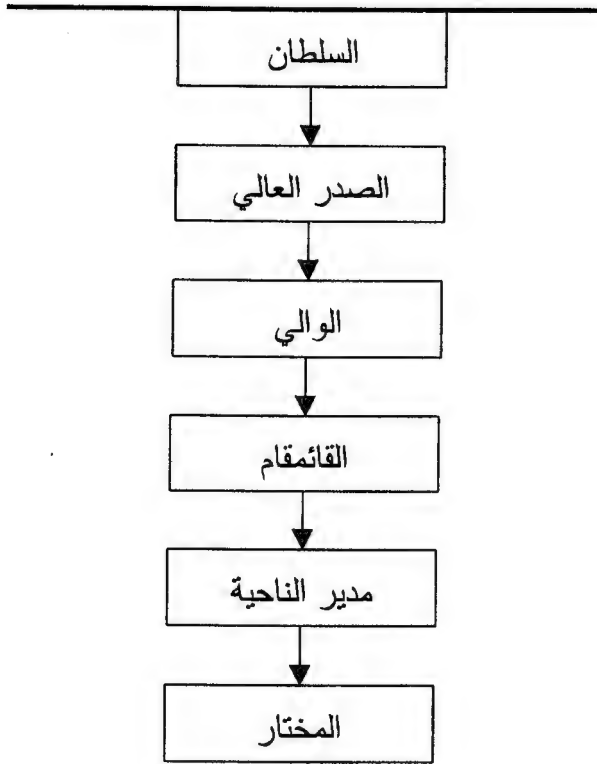 السلطان
الصدر العالي
الوالي
القائمقام
مدير الناحية
المختار